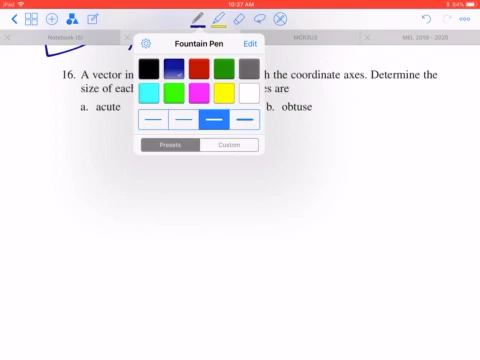 iPad
10:27 AM
84%
Notebook (6)
MCR3U3
MEL 2019 - 2020
Fountain Pen
Edit
16. A vector in
h the coordinate axes. Determine the
size of each
es are
a. acute
b. obtuse
Presets
Custom